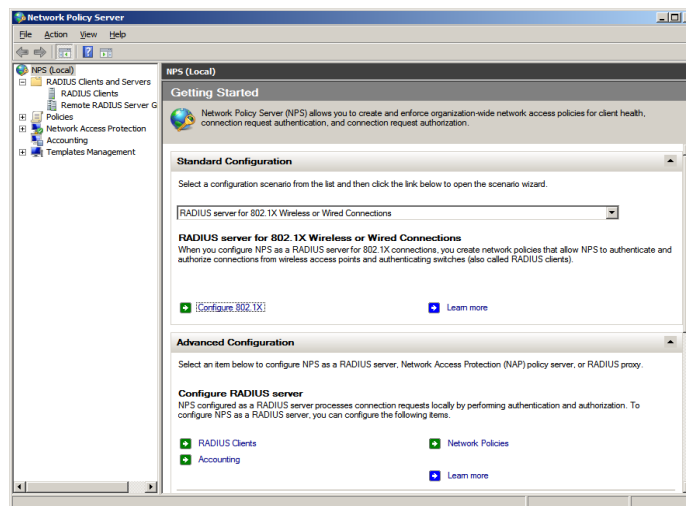 Network Policy Server
File Action View Help
NPS (Local)
RADIUS Clients and Servers
RADIUS Clients
Remote RADIUS Server G
Policies
Network Access Protection
Accounting
Templates Management
NPS (Local)
Getting Started
Network Policy Server (NPS) allows you to create and enforce organization-wide network access policies for client health,
connection request authentication, and connection request authorization.
Standard Configuration
Select a configuration scenario from the list and then click the link below to open the scenario wizard.
RADIUS server for 802.1X Wireless or Wired Connections
RADIUS server for 802.1X Wireless or Wired Connections
When you configure NPS as a RADIUS server for 802.1X connections, you create network policies that allow NPS to authenticate and
authorize connections from wireless access points and authenticating switches (also called RADIUS clients).
Configure 802.1X
Learn more
Advanced Configuration
Select an item below to configure NPS as a RADIUS server, Network Access Protection (NAP) policy server, or RADIUS proxy.
Configure RADIUS server
NPS configured as a RADIUS server processes connection requests locally by performing authentication and authorization. To
configure NPS as a RADIUS server, you can configure the following items.
RADIUS Clients
Network Policies
Accounting
Learn more